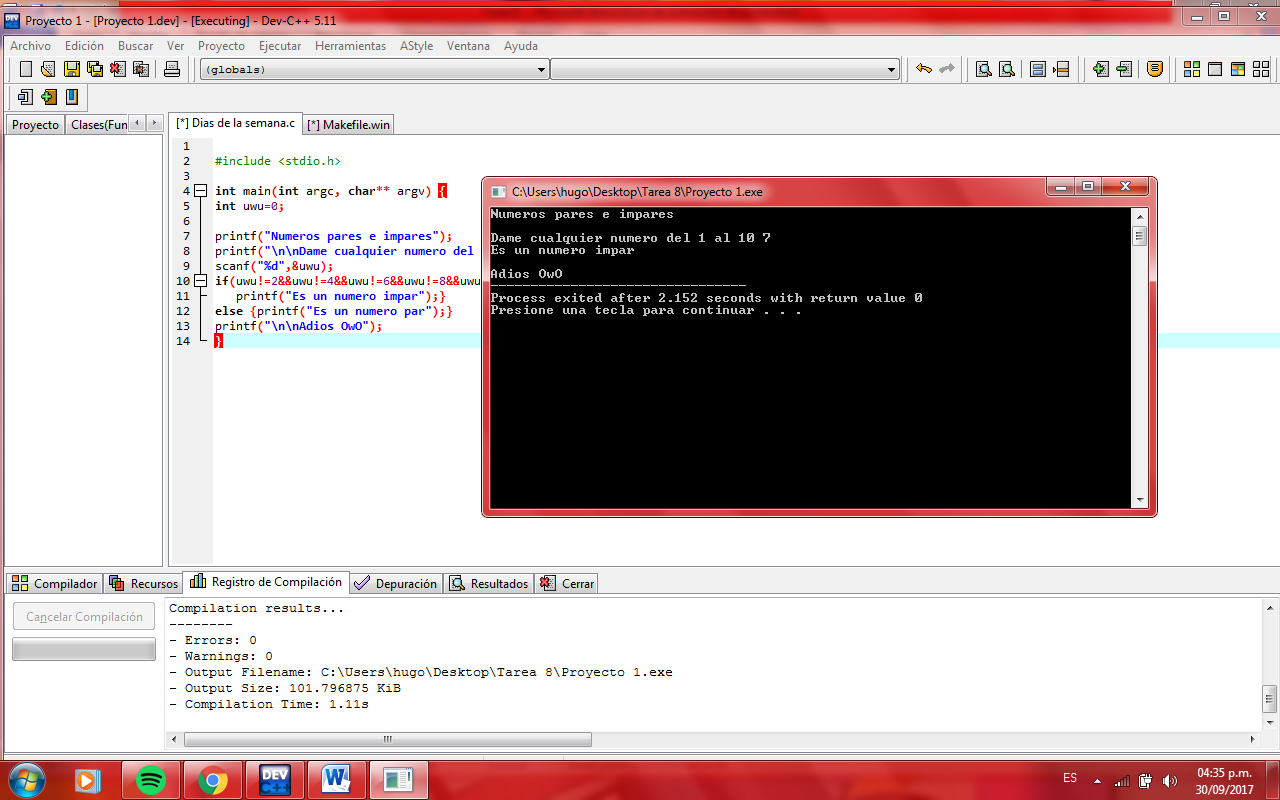 Proyecto 1 - [Proyecto 1.dev] - [Executing] - Dev-C++ 5.11
Archivo Edición Buscar Ver Proyecto Ejecutar Herramientas AStyle Ventana Ayuda
(globals)
Proyecto Clases(Fun
[*] Dias de la semana.c [*] Makefile.win
1
2 #include <stdio.h>
3
4 int main(int argc, char** argv) {
5 int uwu=0;
6
7 printf("Numeros pares e impares");
8 printf("\n\nDame cualquier numero del
9 scanf("%d",&uwu);
10 if(uwu!=2&&uwu!=4&&uwu!=6&&uwu!=8&&uwu
11 printf("Es un numero impar");}
12 else {printf("Es un numero par");}
13 printf("\n\nAdios OwO");
14 }
C:\Users\hugo\Desktop\Tarea 8\Proyecto 1.exe
Numeros pares e impares
Dame cualquier numero del 1 al 10 7
Es un numero impar
Adios OwO
--------------------------------
Process exited after 2.152 seconds with return value 0
Presione una tecla para continuar . . .
Compilador Recursos Registro de Compilación Depuración Resultados Cerrar
Cancelar Compilación
Compilation results...
--------
- Errors: 0
- Warnings: 0
- Output Filename: C:\Users\hugo\Desktop\Tarea 8\Proyecto 1.exe
- Output Size: 101.796875 KiB
- Compilation Time: 1.11s
DEV C++
W
ES
04:35 p.m.
30/09/2017